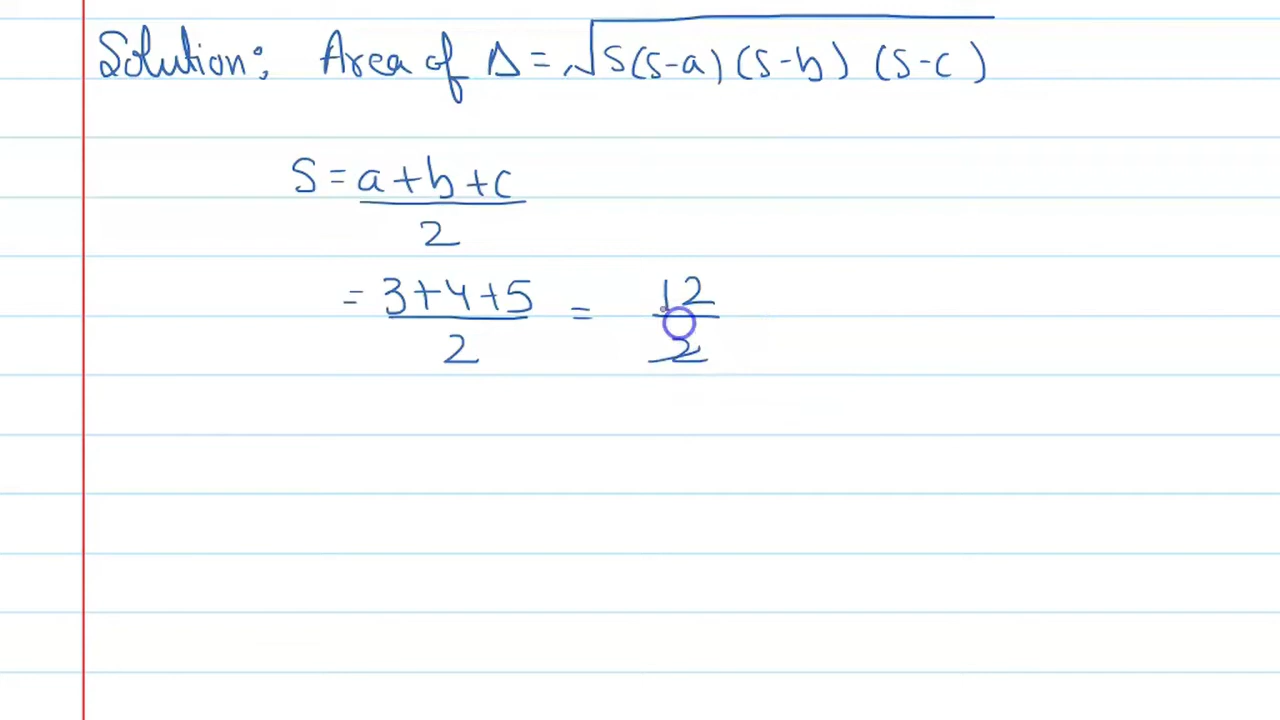 Solution: Area of Δ = √s(s-a)(s-b)(s-c)
S = a+b+c
2
= 3+4+5 = 12
2 2